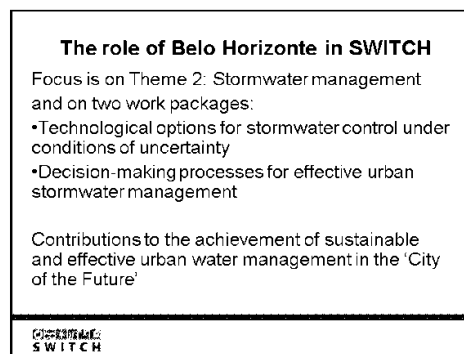 The role of Belo Horizonte in SWITCH
Focus is on Theme 2: Stormwater management
and on two work packages:
•Technological options for stormwater control under
conditions of uncertainty
•Decision-making processes for effective urban
stormwater management
Contributions to the achievement of sustainable
and effective urban water management in the 'City
of the Future'
SWITCH